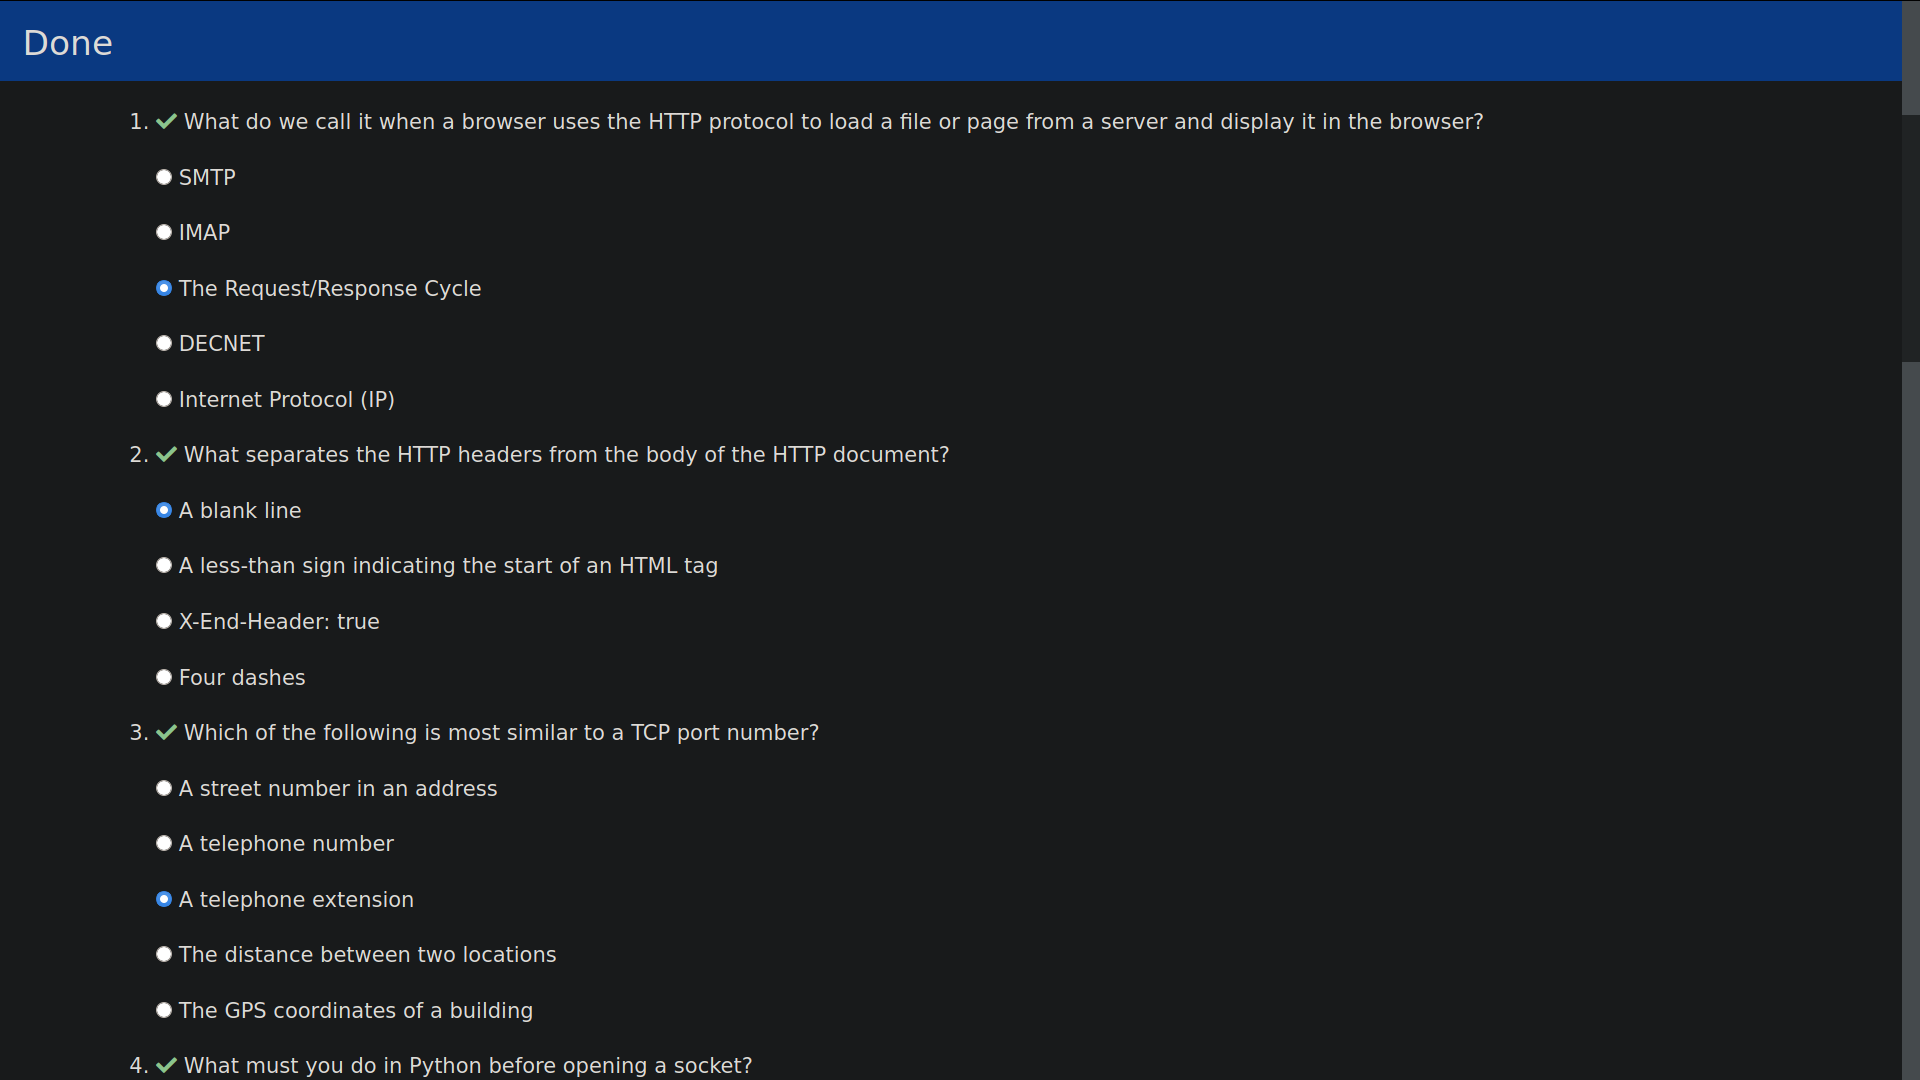 Done
1. What do we call it when a browser uses the HTTP protocol to load a file or page from a server and display it in the browser?
SMTP
IMAP
The Request/Response Cycle
DECNET
Internet Protocol (IP)
2. What separates the HTTP headers from the body of the HTTP document?
A blank line
A less-than sign indicating the start of an HTML tag
X-End-Header: true
Four dashes
3. Which of the following is most similar to a TCP port number?
A street number in an address
A telephone number
A telephone extension
The distance between two locations
The GPS coordinates of a building
4. What must you do in Python before opening a socket?